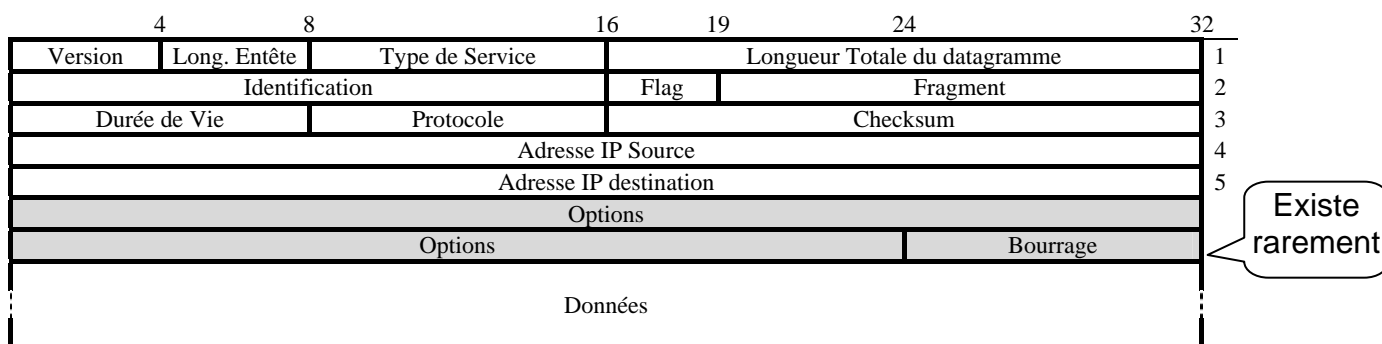 4 8 16 19 24 32
Version Long. Entête Type de Service Longueur Totale du datagramme 1
Identification Flag Fragment 2
Durée de Vie Protocole Checksum 3
Adresse IP Source 4
Adresse IP destination 5
Options
Options Bourrage
Existe
rarement
Données